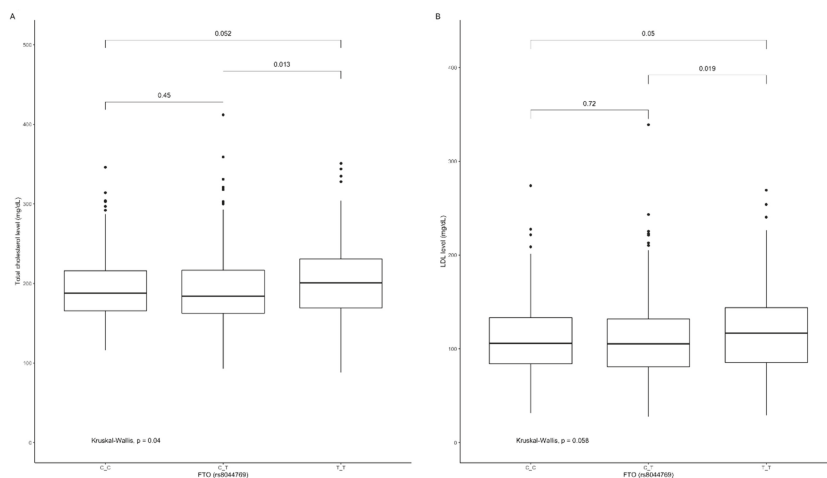 A
0.052
0.013
0.45
500
400
300
200
100
0
Total cholesterol level (mg/dL)
Kruskal-Wallis, p = 0.04
C_C
C_T
T_T
FTO (rs8044769)
B
0.05
0.019
0.72
400
300
200
100
0
LDL level (mg/dL)
Kruskal-Wallis, p = 0.058
C_C
C_T
T_T
FTO (rs8044769)